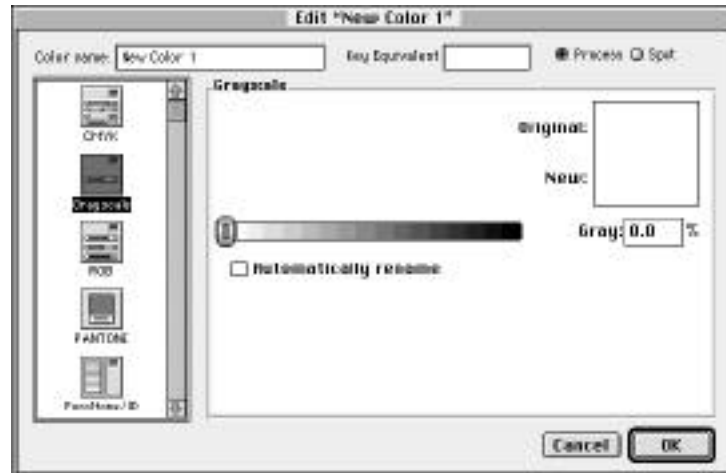 Edit "New Color 1"
Color name: New Color 1 Key Equivalent Process Spot
Grayscale
CMYK
Original:
New:
Grayscale
Gray: 0.0 %
RGB
Automatically rename
PANTONE
Cancel OK